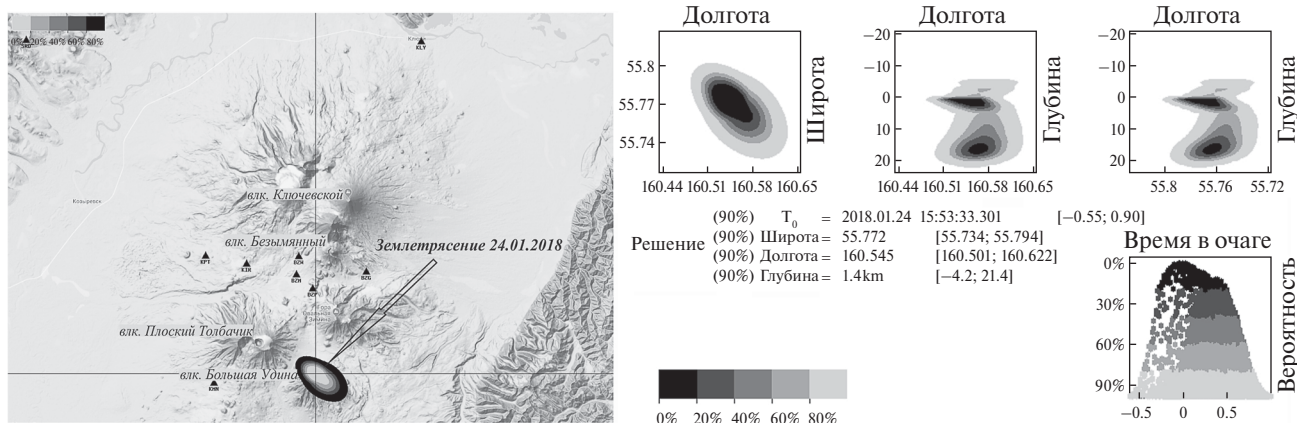 0% 20% 40% 60% 80%
KLY
Козыревск
влк. Ключевской
влк. Безымянный
Землетрясение 24.01.2018
KPT
KIR
BZG
влк. Плоский Толбачик
влк. Большая Удина
Долгота
55.8
55.77
55.74
160.44 160.51 160.58 160.65
Широта
Долгота
−20
−10
0
10
20
160.44 160.51 160.58 160.65
Глубина
Долгота
−20
−10
0
10
20
55.8 55.76 55.72
Глубина
Решение
(90%) T0 = 2018.01.24 15:53:33.301 [−0.55; 0.90]
(90%) Широта = 55.772 [55.734; 55.794]
(90%) Долгота = 160.545 [160.501; 160.622]
(90%) Глубина = 1.4km [−4.2; 21.4]
0% 20% 40% 60% 80%
Время в очаге
0%
30%
60%
90%
−0.5 0 0.5
Вероятность